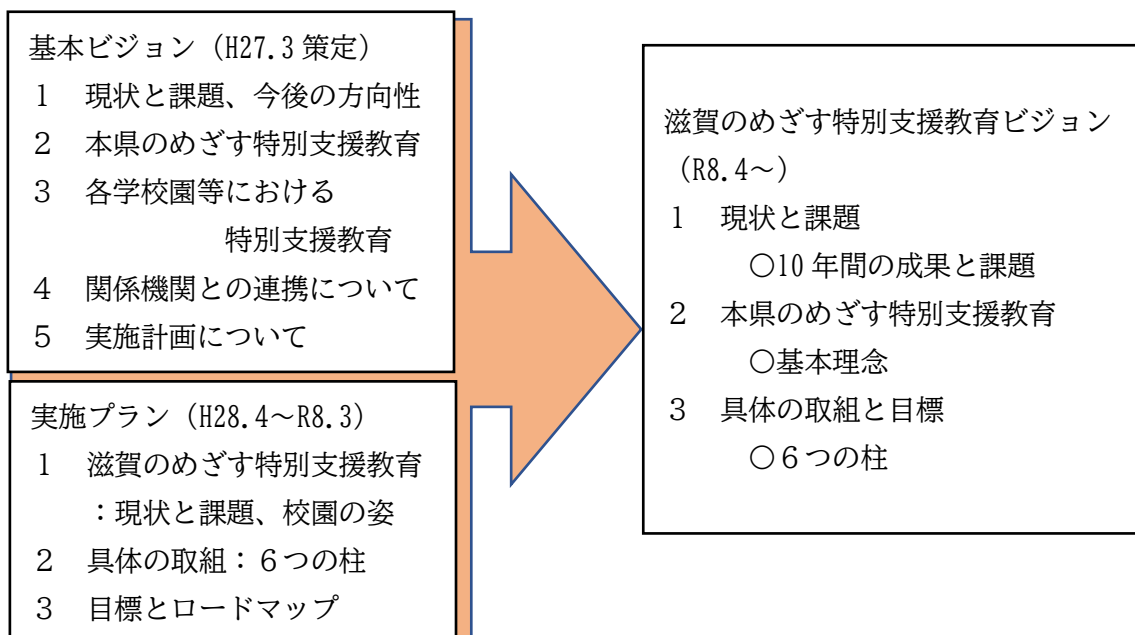 基本ビジョン（H27.3 策定）
１　現状と課題、今後の方向性
２　本県のめざす特別支援教育
３　各学校園等における
特別支援教育
４　関係機関との連携について
５　実施計画について
実施プラン（H28.4～R8.3）
１　滋賀のめざす特別支援教育
：現状と課題、校園の姿
２　具体の取組：６つの柱
３　目標とロードマップ
滋賀のめざす特別支援教育ビジョン
（R8.4～）
１　現状と課題
○10 年間の成果と課題
２　本県のめざす特別支援教育
○基本理念
３　具体の取組と目標
○６つの柱